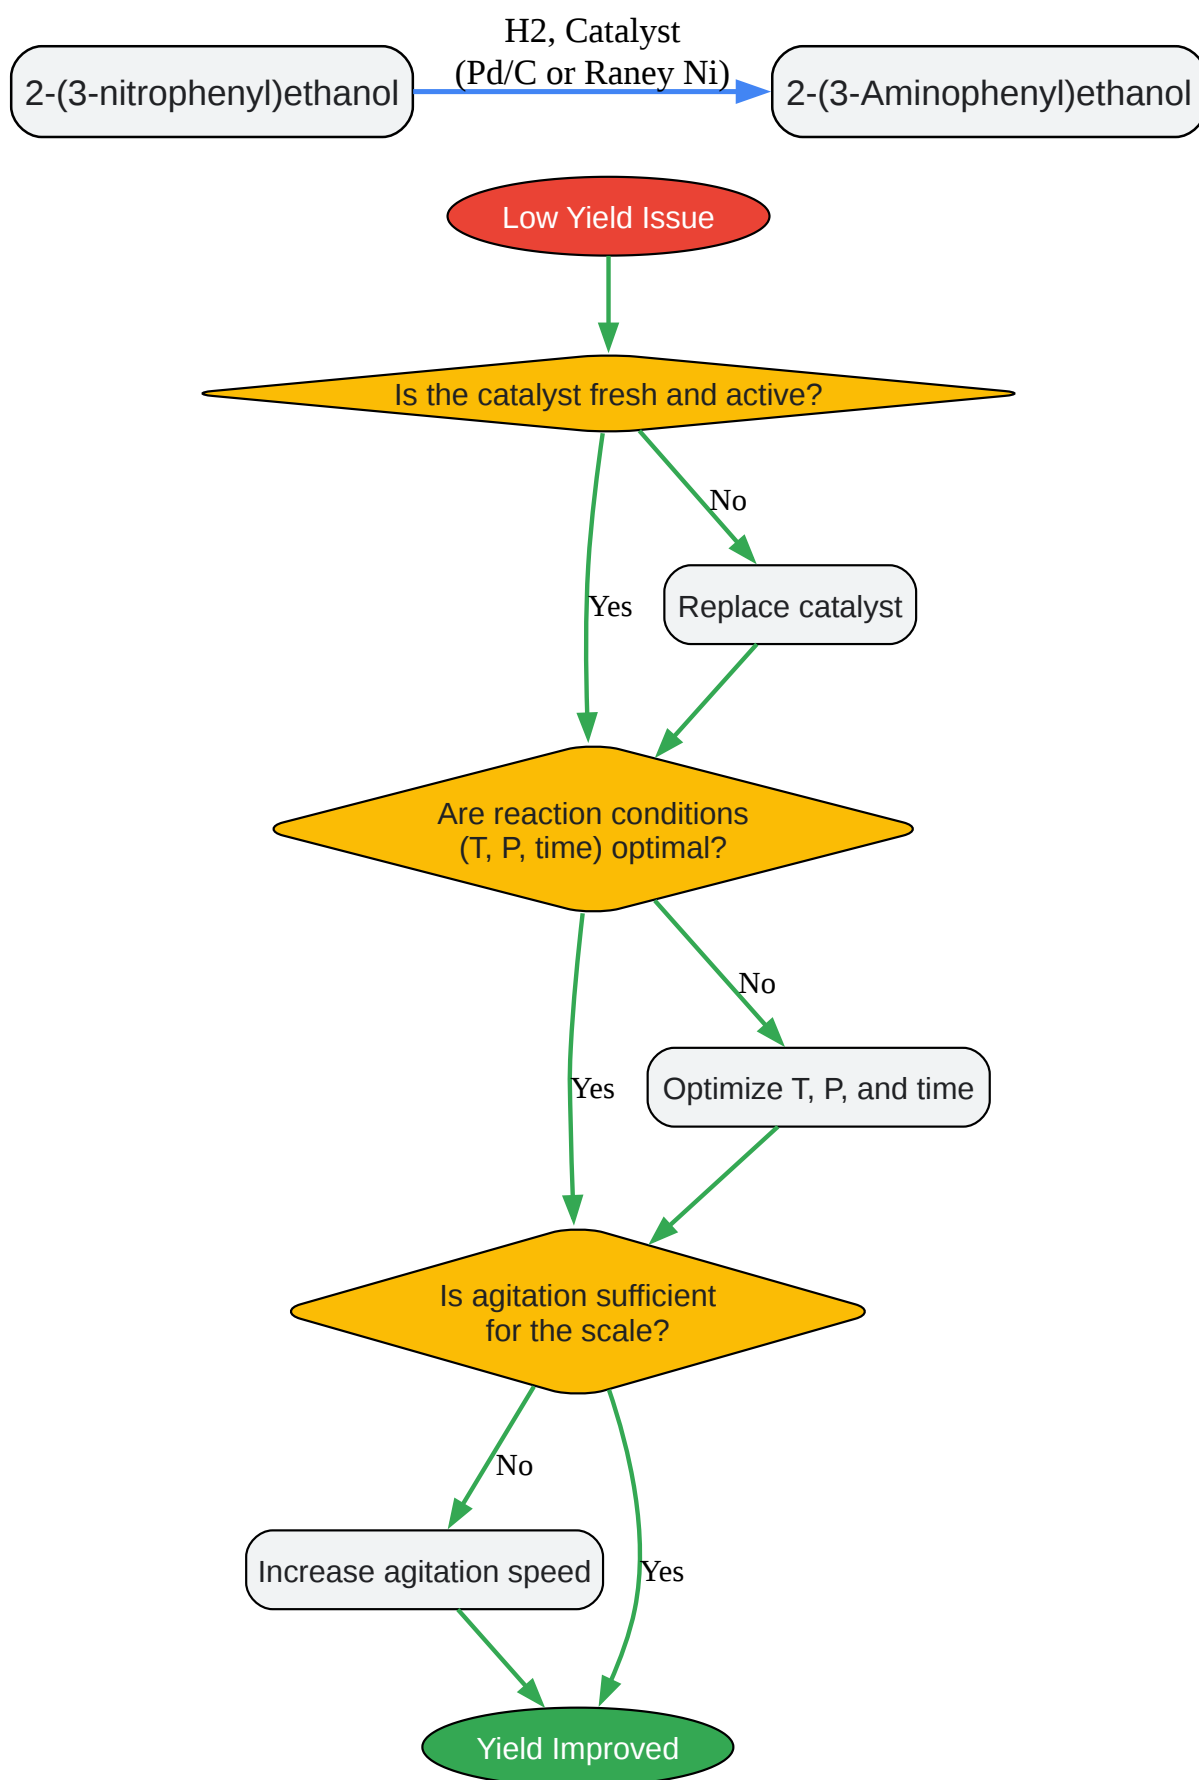 H2, Catalyst
(Pd/C or Raney Ni)
2-(3-nitrophenyl)ethanol
2-(3-Aminophenyl)ethanol
Low Yield Issue
Is the catalyst fresh and active?
No
Yes
Replace catalyst
Are reaction conditions
(T, P, time) optimal?
No
Yes
Optimize T, P, and time
Is agitation sufficient
for the scale?
No
Increase agitation speed
Yes
Yield Improved